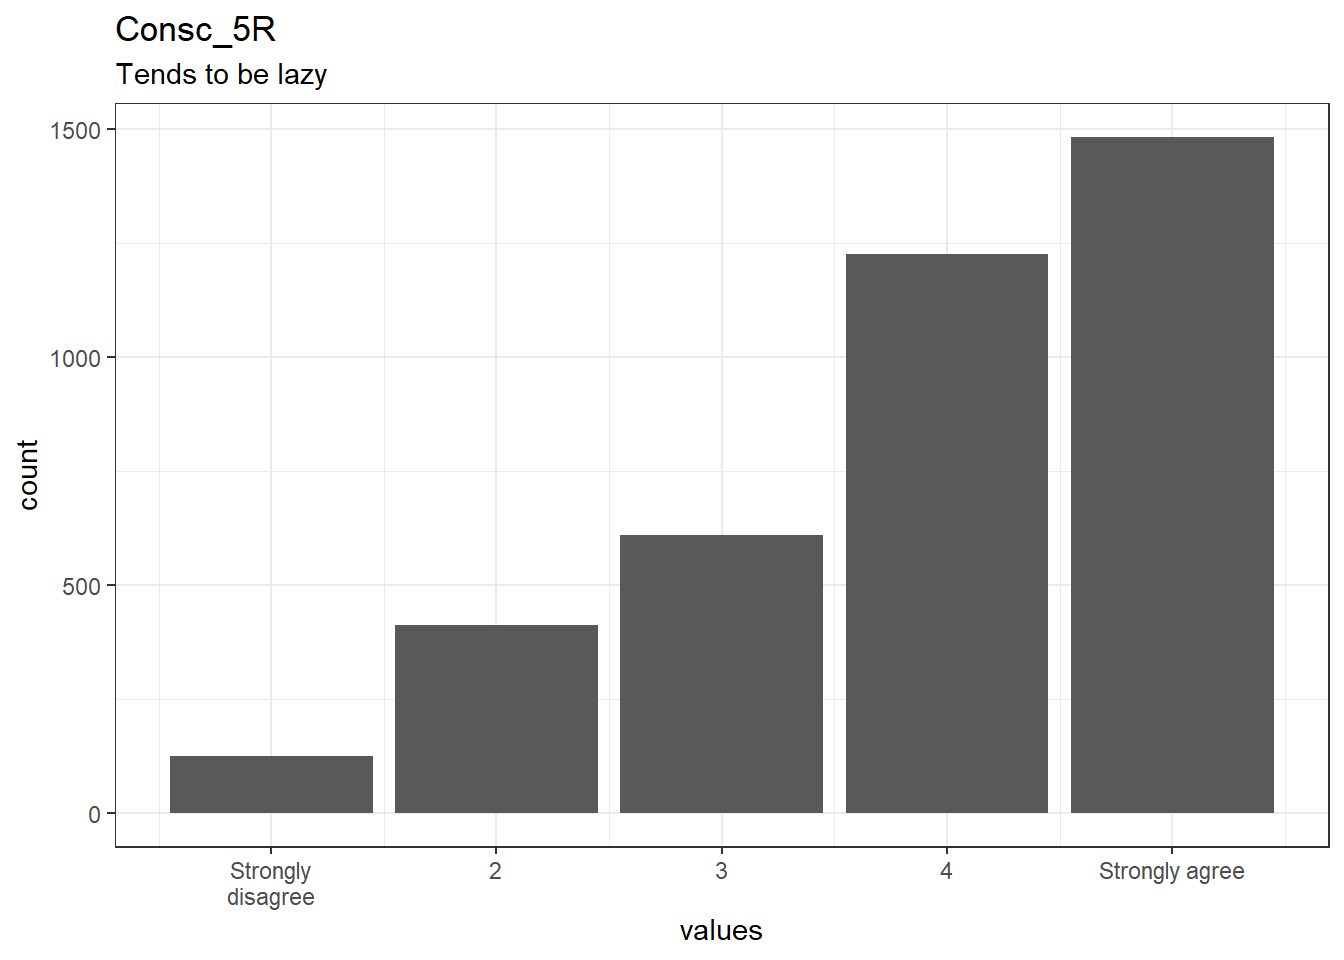 Consc_5R
Tends to be lazy
1500
1000
500
0
count
Strongly
disagree
2
3
4
Strongly agree
values